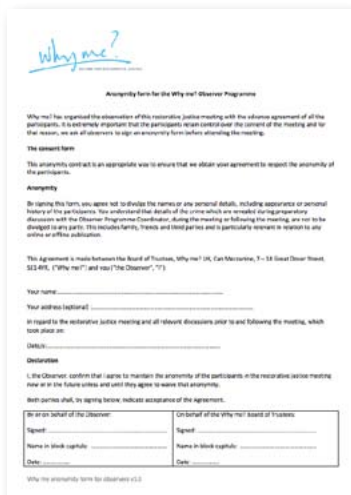 why me?
Anonymity form for the Why me? Observer Programme
Why me? has organised the observation of this restorative justice meeting with the advance agreement of all the
participants. It is extremely important that the participants retain control over the content of the meeting and for
that reason, we ask all observers to sign an anonymity form before attending the meeting.
The consent form
This anonymity contract is an appropriate way to ensure that we obtain your agreement to respect the anonymity of
the participants.
Anonymity
By signing this form, you agree not to divulge the names or any personal details, including appearance or personal
history of the participants. You understand that details of the crime which are revealed during preparatory
discussion with the Observer Programme Coordinator, during the meeting or following the meeting, are not to be
divulged to any party. This includes family, friends and third parties and is particularly relevant in relation to any
online or offline publication.
This Agreement is made between the Board of Trustees, Why me? UK, Can Mezzanine, 7 – 14 Great Dover Street,
SE1 4YR, ("Why me?") and you ("the Observer", "I")
Your name:
Your address (optional):
In regard to the restorative justice meeting and all relevant discussions prior to and following the meeting, which
took place on:
Date/s:
Declaration
I, the Observer, confirm that I agree to maintain the anonymity of the participants in the restorative justice meeting
now or in the future unless and until they agree to waive that anonymity.
Both parties shall, by signing below, indicate acceptance of the Agreement.
By or on behalf of the Observer: On behalf of the Why me? Board of Trustees:
Signed: Signed:
Name in block capitals: Name in block capitals:
Date: Date:
Why me anonymity form for observers v1.0